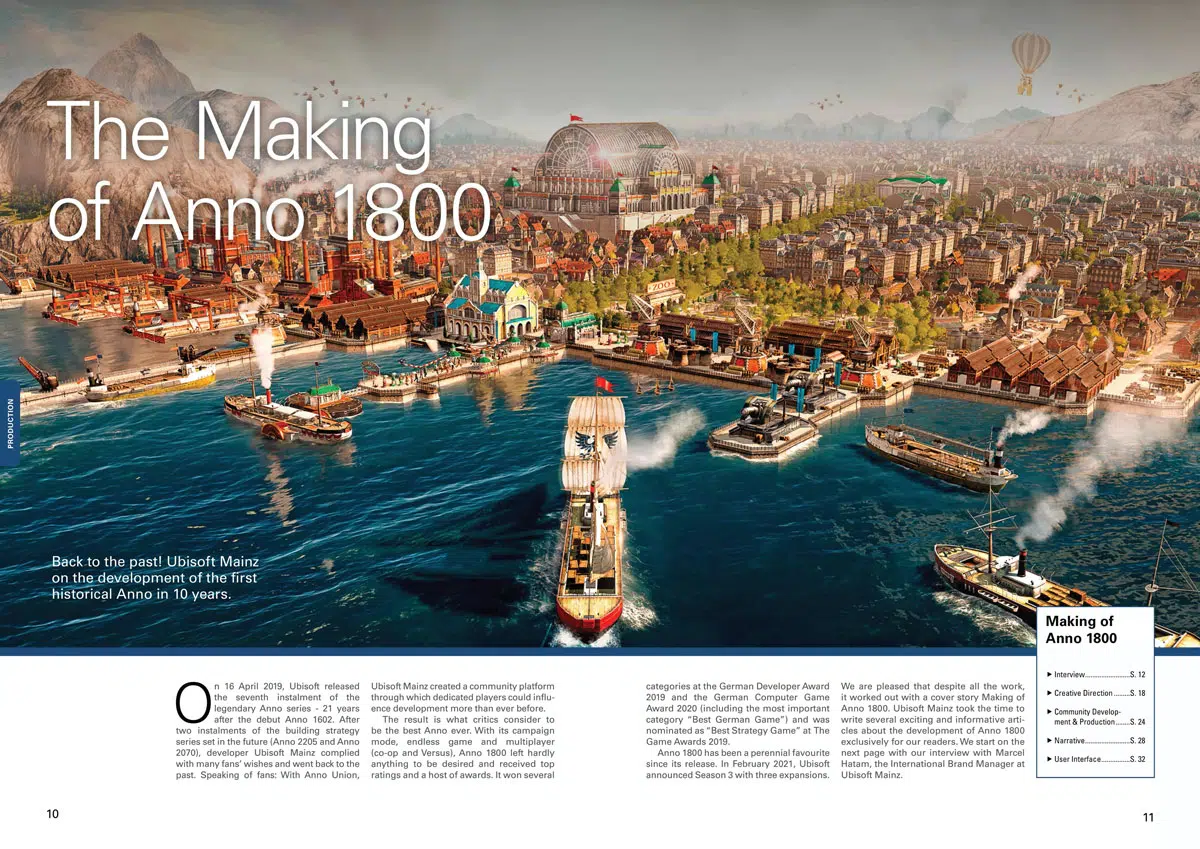 The Making
of Anno 1800
ZOO
PRODUCTION
Back to the past! Ubisoft Mainz
on the development of the first
historical Anno in 10 years.
On 16 April 2019, Ubisoft released
the seventh instalment of the
legendary Anno series - 21 years
after the debut Anno 1602. After
two instalments of the building strategy
series set in the future (Anno 2205 and Anno
2070), developer Ubisoft Mainz complied
with many fans’ wishes and went back to the
past. Speaking of fans: With Anno Union,
Ubisoft Mainz created a community platform
through which dedicated players could influ-
ence development more than ever before.
The result is what critics consider to
be the best Anno ever. With its campaign
mode, endless game and multiplayer
(co-op and Versus), Anno 1800 left hardly
anything to be desired and received top
ratings and a host of awards. It won several
categories at the German Developer Award
2019 and the German Computer Game
Award 2020 (including the most important
category “Best German Game”) and was
nominated as “Best Strategy Game” at The
Game Awards 2019.
Anno 1800 has been a perennial favourite
since its release. In February 2021, Ubisoft
announced Season 3 with three expansions.
We are pleased that despite all the work,
it worked out with a cover story Making of
Anno 1800. Ubisoft Mainz took the time to
write several exciting and informative arti-
cles about the development of Anno 1800
exclusively for our readers. We start on the
next page with our interview with Marcel
Hatam, the International Brand Manager at
Ubisoft Mainz.
Making of
Anno 1800
▶ Interview.......................S. 12
▶ Creative Direction ........S. 18
▶ Community Develop-
ment & Production.......S. 24
▶ Narrative.......................S. 28
▶ User Interface...............S. 32
10
11